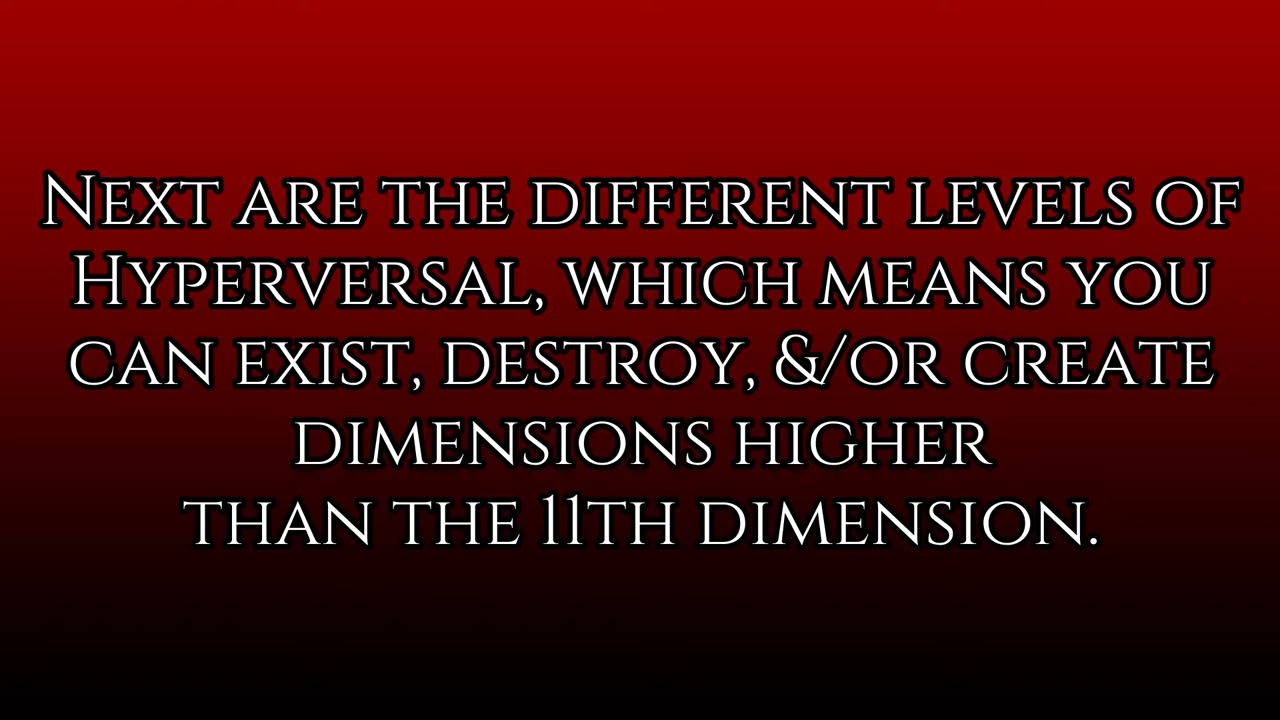 Next are the different levels of
Hyperversal, which means you
can exist, destroy, &/or create
dimensions higher
than the 11th dimension.